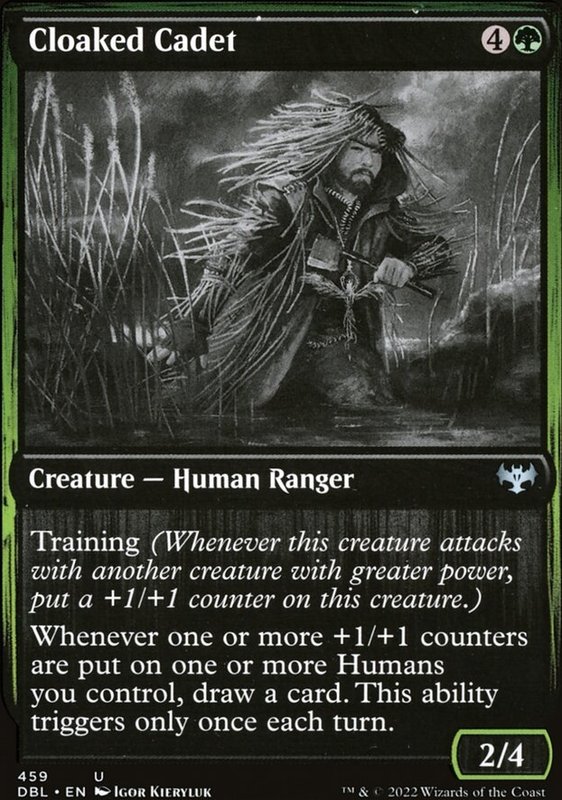 Cloaked Cadet 4
Creature — Human Ranger
Training (Whenever this creature attacks
with another creature with greater power,
put a +1/+1 counter on this creature.)
Whenever one or more +1/+1 counters
are put on one or more Humans
you control, draw a card. This ability
triggers only once each turn.
2/4
459 U
DBL • EN Igor Kieryluk ™ & © 2022 Wizards of the Coast